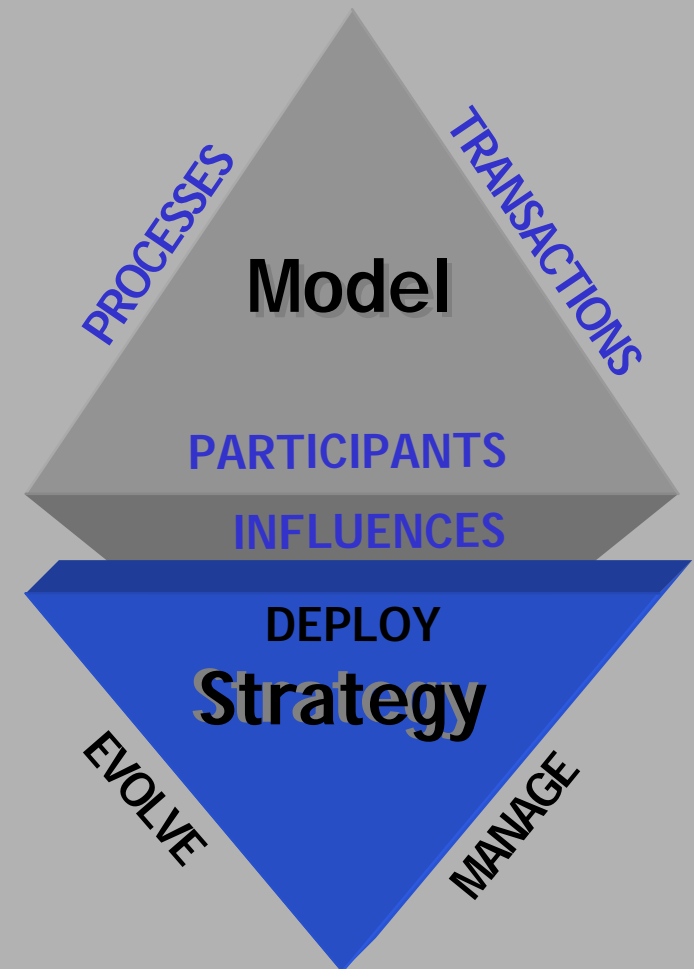 PROCESSES
TRANSACTIONS
Model
PARTICIPANTS
INFLUENCES
DEPLOY
Strategy
EVOLVE
MANAGE